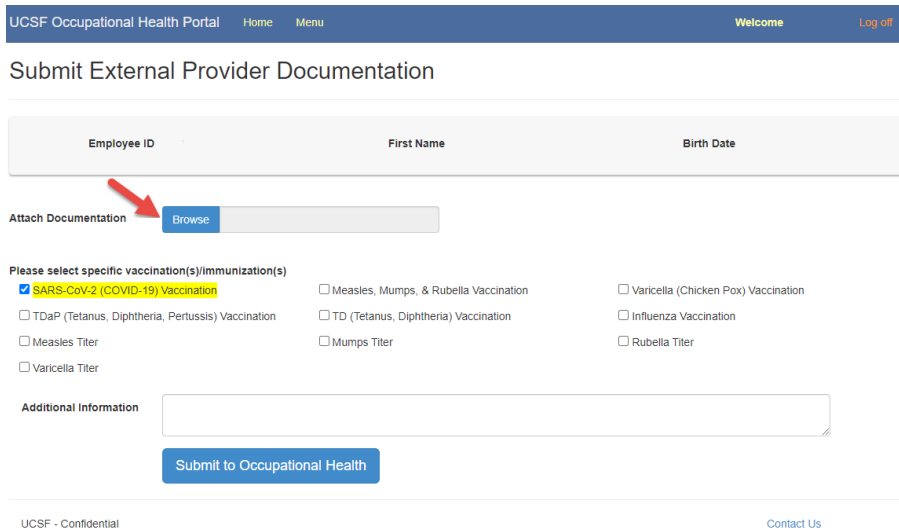 UCSF Occupational Health Portal Home Menu Welcome Log off
Submit External Provider Documentation
Employee ID First Name Birth Date
Attach Documentation Browse
Please select specific vaccination(s)/immunization(s)
SARS-CoV-2 (COVID-19) Vaccination Measles, Mumps, & Rubella Vaccination Varicella (Chicken Pox) Vaccination
TDaP (Tetanus, Diphtheria, Pertussis) Vaccination TD (Tetanus, Diphtheria) Vaccination Influenza Vaccination
Measles Titer Mumps Titer Rubella Titer
Varicella Titer
Additional Information
Submit to Occupational Health
UCSF - Confidential Contact Us